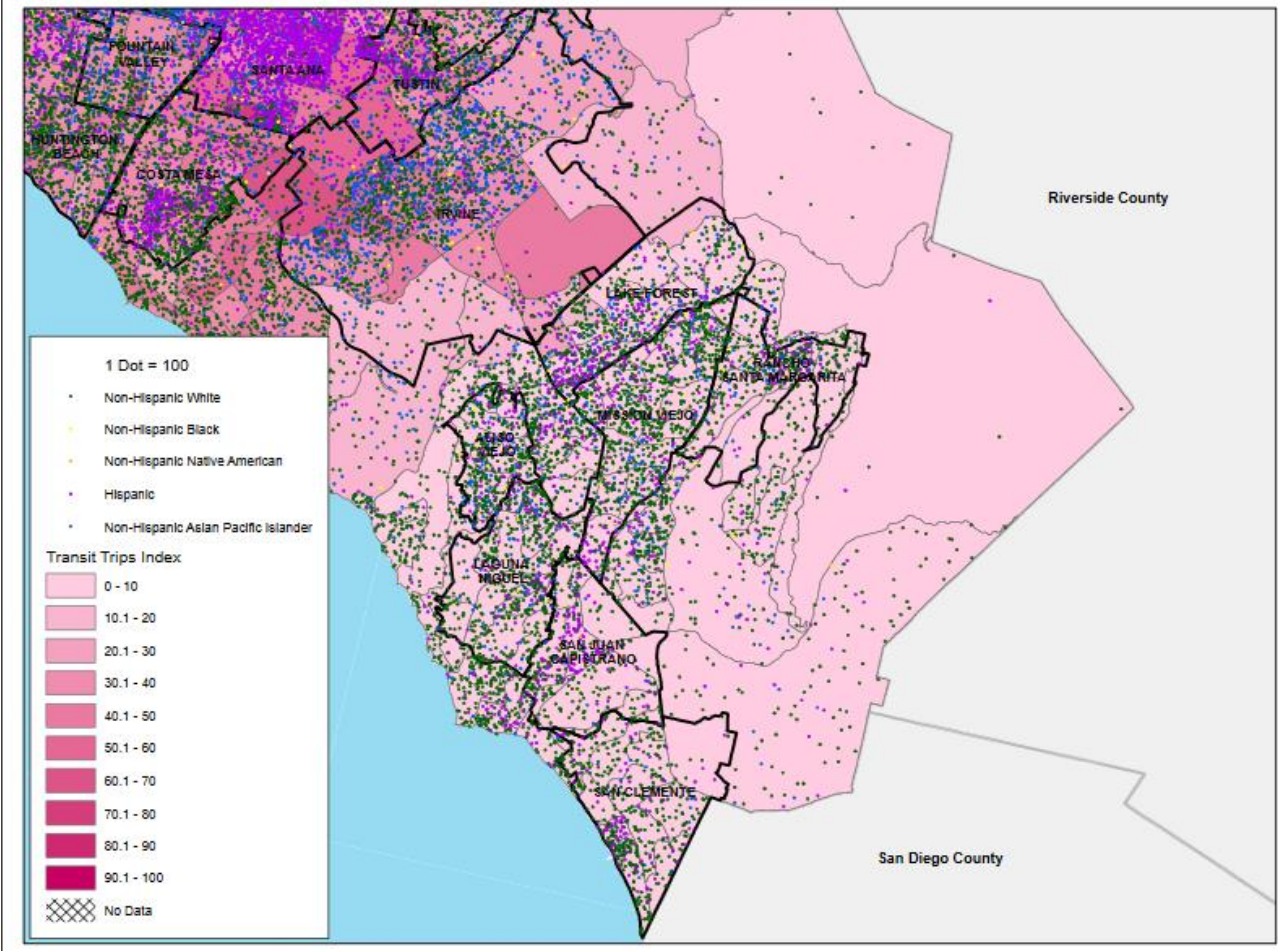 FOUNTAIN
VALLEY
SANTA ANA
TUSTIN
HUNTINGTON
BEACH
COSTA MESA
IRVINE
Riverside County
LAKE FOREST
RANCHO
SANTA MARGARITA
MISSION VIEJO
ALISO
VIEJO
LAGUNA
NIGUEL
SAN JUAN
CAPISTRANO
SAN CLEMENTE
San Diego County
1 Dot = 100
Non-Hispanic White
Non-Hispanic Black
Non-Hispanic Native American
Hispanic
Non-Hispanic Asian Pacific Islander
Transit Trips Index
0 - 10
10.1 - 20
20.1 - 30
30.1 - 40
40.1 - 50
50.1 - 60
60.1 - 70
70.1 - 80
80.1 - 90
90.1 - 100
No Data